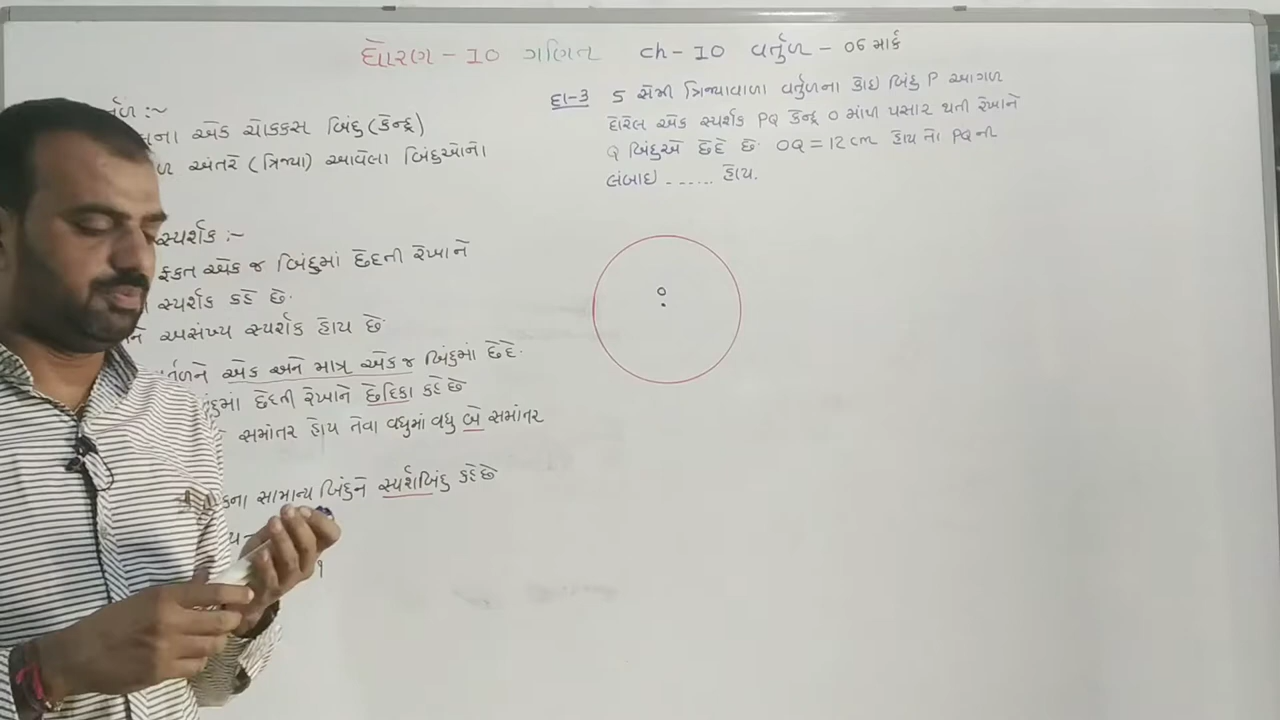 ધોરણ - 10 ગણિત ch - 10 વર્તુળ - 06 માર્ક
ચોક્કસ બિંદુ (કેન્દ્ર)
અંતરે (ત્રિજ્યા) આવેલા બિંદુઓનો
સ્પર્શક :-
ફક્ત એક જ બિંદુમાં છેદતી રેખાને
સ્પર્શક કહે છે.
અસંખ્ય સ્પર્શક હોય છે
એક અને માત્ર એક જ બિંદુમાં છેદે.
છેદતી રેખાને છેદિકા કહે છે
સમાંતર હોય તેવા વધુમાં વધુ બે સમાંતર
સામાન્ય બિંદુને સ્પર્શબિંદુ કહે છે
દા-3 5 સેમી ત્રિજ્યાવાળા વર્તુળના કોઇ બિંદુ P આગળ
દોરેલ એક સ્પર્શક PQ કેન્દ્ર O માંથી પસાર થતી રેખાને
Q બિંદુએ છેદે છે. OQ = 12 cm હોય તો PQ ની
લંબાઇ ...... હોય.
O